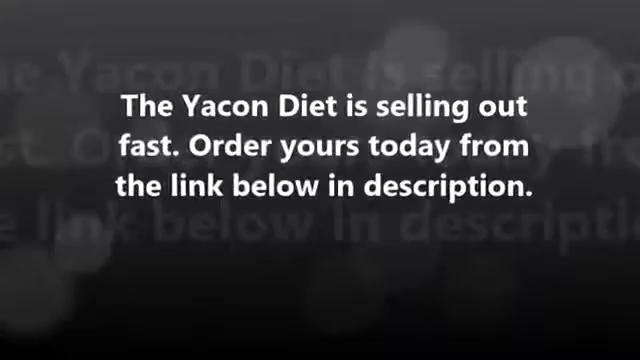 The Yacon Diet is selling out
fast. Order yours today from
the link below in description.